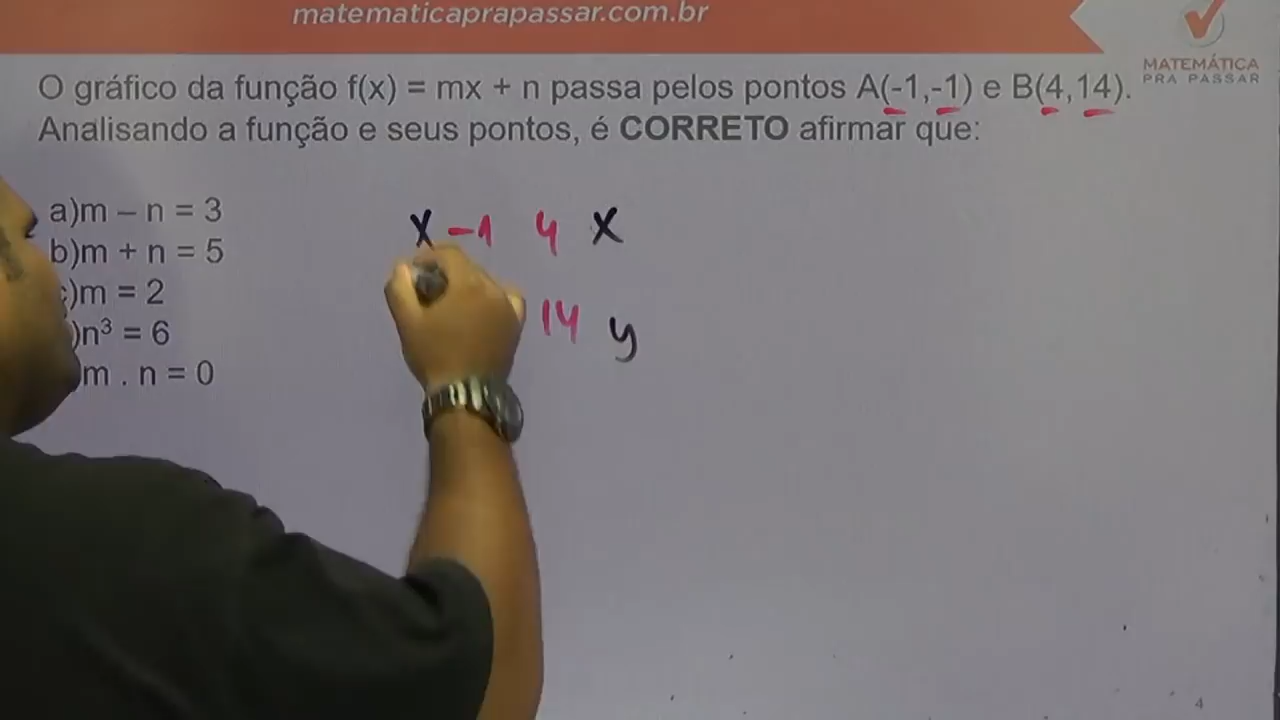 matematicaprapassar.com.br
MATEMÁTICA
PRA PASSAR
O gráfico da função f(x) = mx + n passa pelos pontos A(-1,-1) e B(4,14).
Analisando a função e seus pontos, é CORRETO afirmar que:
a)m – n = 3
b)m + n = 5
)m = 2
)n³ = 6
m . n = 0
x -1 4 x
14 y
4